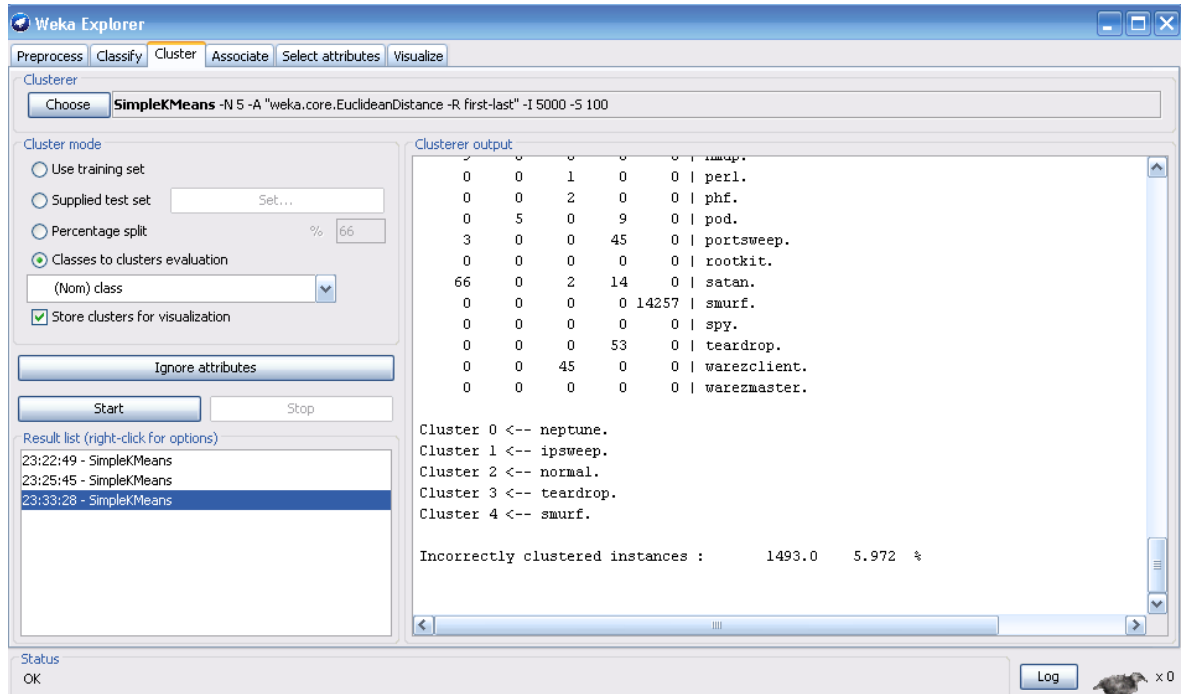 Weka Explorer
Preprocess Classify Cluster Associate Select attributes Visualize
Clusterer
Choose SimpleKMeans -N 5 -A "weka.core.EuclideanDistance -R first-last" -I 5000 -S 100
Cluster mode
Use training set
Supplied test set Set...
Percentage split % 66
Classes to clusters evaluation
(Nom) class
Store clusters for visualization
Ignore attributes
Start Stop
Result list (right-click for options)
23:22:49 - SimpleKMeans
23:25:45 - SimpleKMeans
23:33:28 - SimpleKMeans
Clusterer output
0 0 1 0 0 | perl.
0 0 2 0 0 | phf.
0 5 0 9 0 | pod.
3 0 0 45 0 | portsweep.
0 0 0 0 0 | rootkit.
66 0 2 14 0 | satan.
0 0 0 0 14257 | smurf.
0 0 0 0 0 | spy.
0 0 0 53 0 | teardrop.
0 0 45 0 0 | warezclient.
0 0 0 0 0 | warezmaster.
Cluster 0 <-- neptune.
Cluster 1 <-- ipsweep.
Cluster 2 <-- normal.
Cluster 3 <-- teardrop.
Cluster 4 <-- smurf.
Incorrectly clustered instances : 1493.0 5.972 %
Status
OK
Log x 0